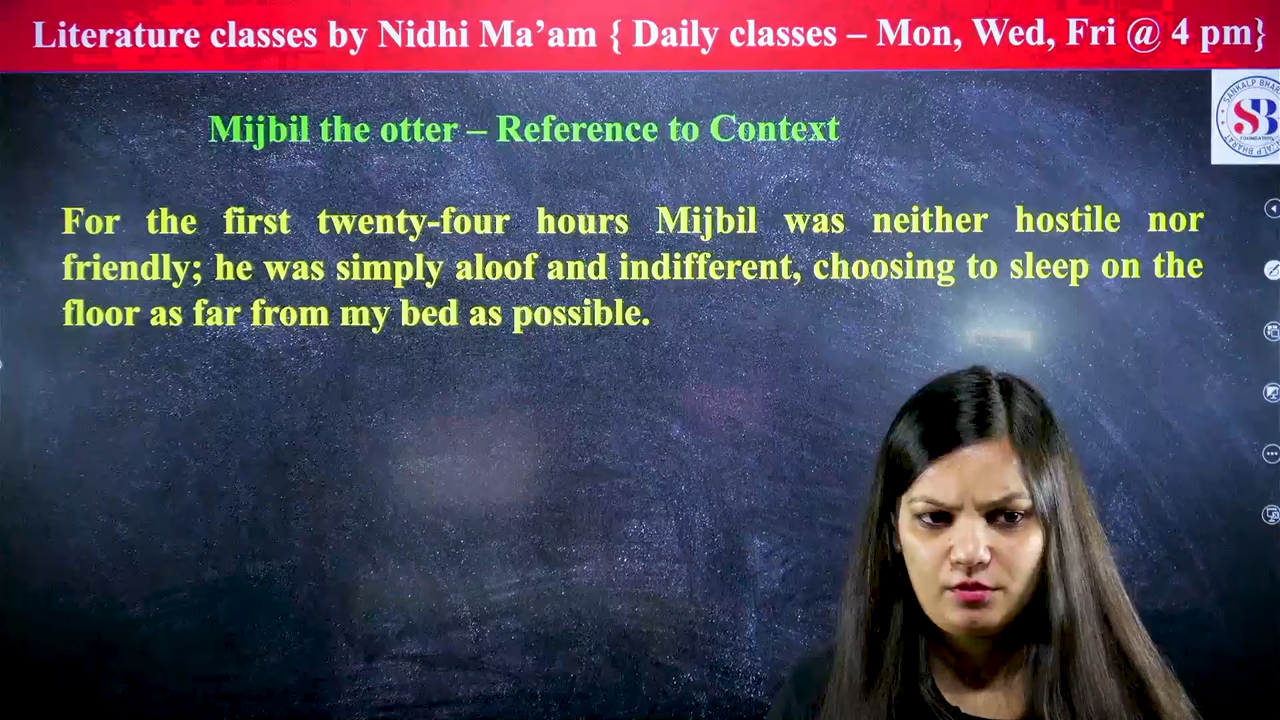 Literature classes by Nidhi Ma’am { Daily classes – Mon, Wed, Fri @ 4 pm}
Mijbil the otter – Reference to Context
SB
For the first twenty-four hours Mijbil was neither hostile nor
friendly; he was simply aloof and indifferent, choosing to sleep on the
floor as far from my bed as possible.